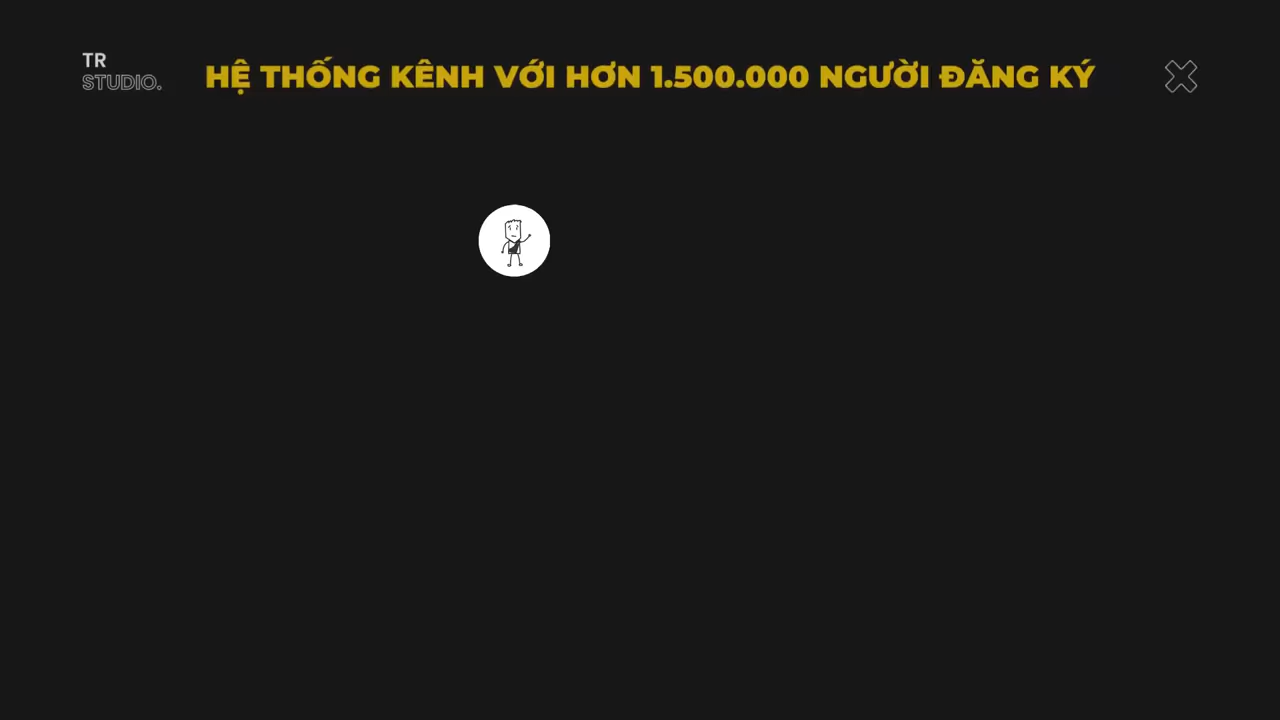 TR
STUDIO.
HỆ THỐNG KÊNH VỚI HƠN 1.500.000 NGƯỜI ĐĂNG KÝ